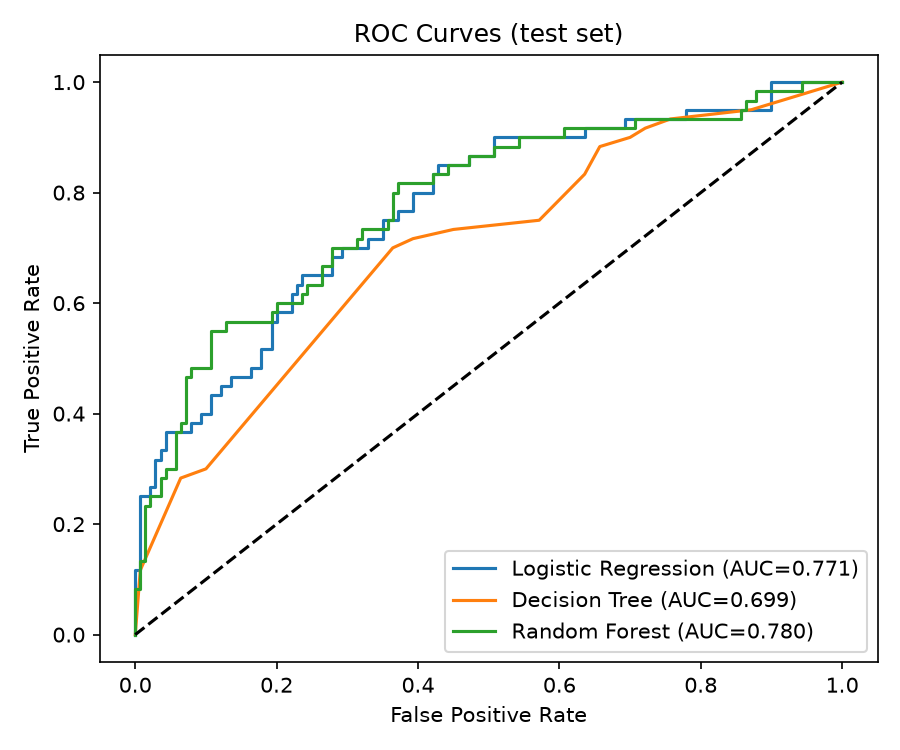 ROC Curves (test set)
True Positive Rate
1.0
0.8
0.6
0.4
0.2
0.0
Logistic Regression (AUC=0.771)
Decision Tree (AUC=0.699)
Random Forest (AUC=0.780)
0.0 0.2 0.4 0.6 0.8 1.0
False Positive Rate